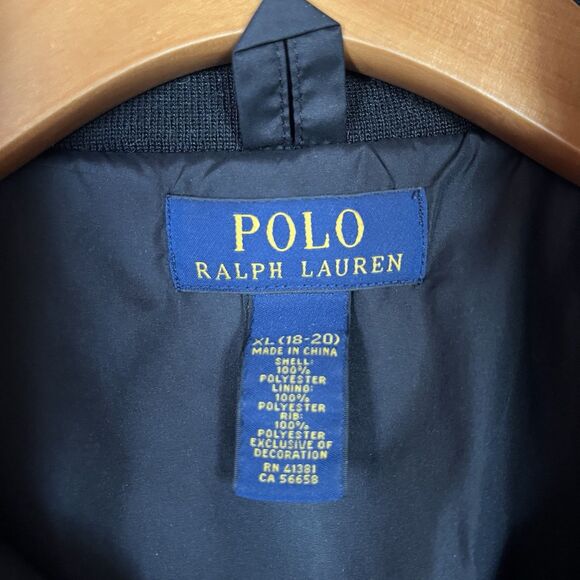 POLO
RALPH LAUREN
XL (18-20)
MADE IN CHINA
SHELL:
100%
POLYESTER
LINING:
100%
POLYESTER
RIB:
100%
POLYESTER
EXCLUSIVE OF
DECORATION
RN 41381
CA 56658